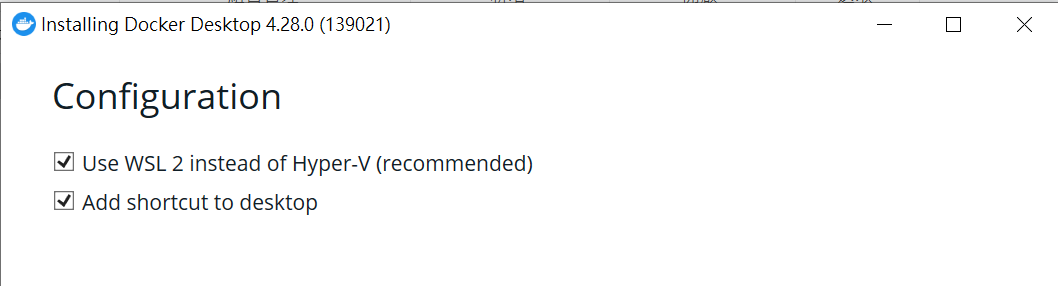 Installing Docker Desktop 4.28.0 (139021)
Configuration
Use WSL 2 instead of Hyper-V (recommended)
Add shortcut to desktop